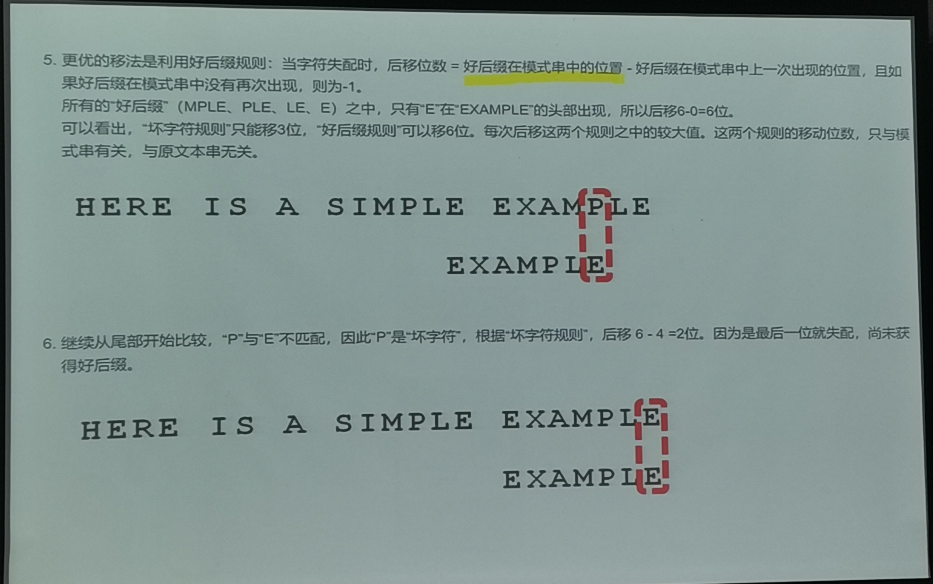 5. 更优的移法是利用好后缀规则：当字符失配时，后移位数 = 好后缀在模式串中的位置 - 好后缀在模式串中上一次出现的位置，且如
果好后缀在模式串中没有再次出现，则为-1。
所有的“好后缀”（MPLE、PLE、LE、E）之中，只有“E”在“EXAMPLE”的头部出现，所以后移6-0=6位。
可以看出，“坏字符规则”只能移3位，“好后缀规则”可以移6位。每次后移这两个规则之中的较大值。这两个规则的移动位数，只与模
式串有关，与原文本串无关。
HERE IS A SIMPLE EXAMPLE
EXAMPLE
6. 继续从尾部开始比较，“P”与“E”不匹配，因此“P”是“坏字符”，根据“坏字符规则”，后移 6 - 4 =2位。因为是最后一位就失配，尚未获
得好后缀。
HERE IS A SIMPLE EXAMPLE
EXAMPLE